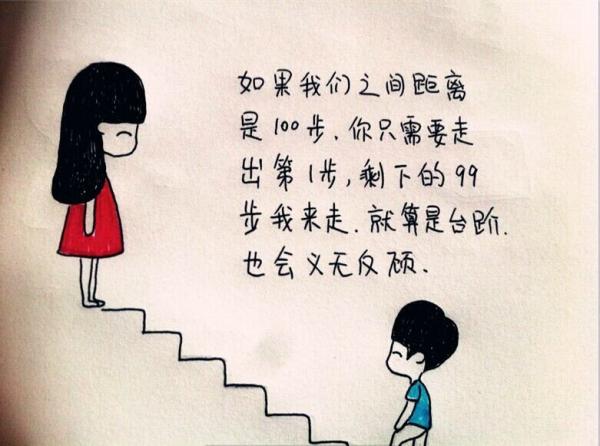 如果我们之间距离
是100步.你只需要走
出第1步,剩下的99
步我来走.就算是台阶.
也会义无反顾.